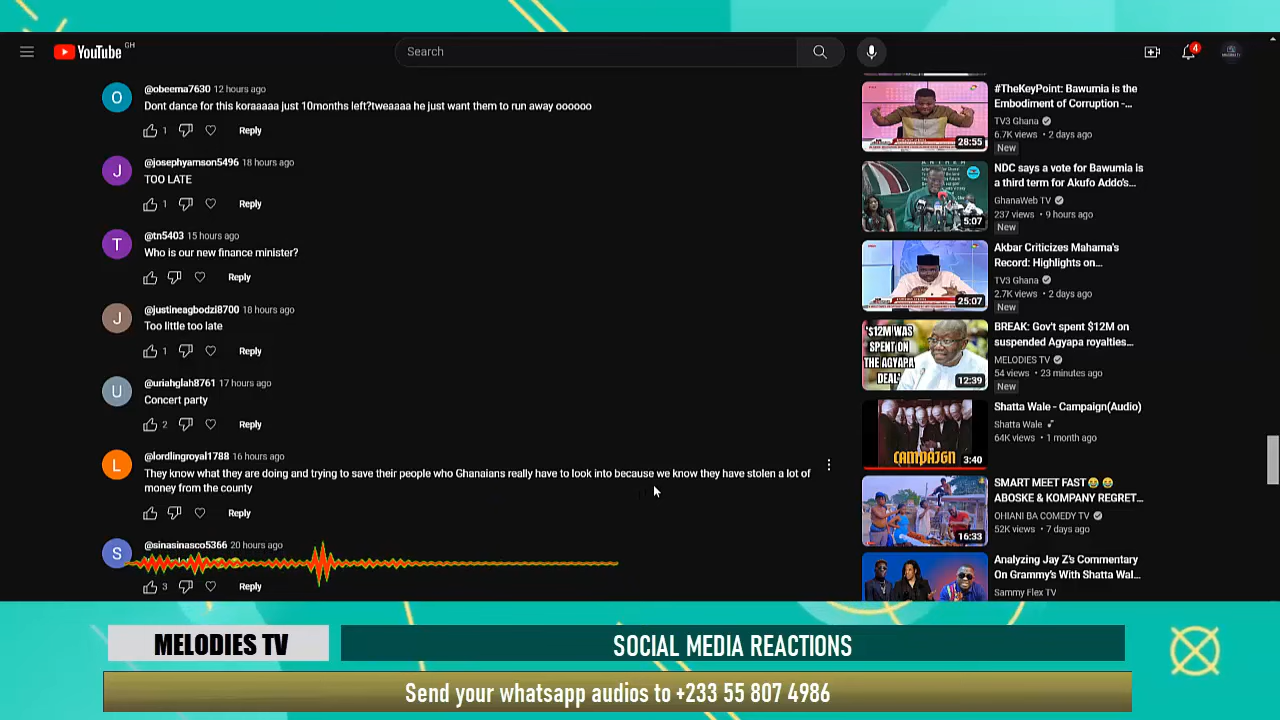 YouTube GH
Search
4
O
@obeema7630 12 hours ago
Dont dance for this koraaaaa just 10months left?tweaaaa he just want them to run away oooooo
1
Reply
J
@josephyamson5496 18 hours ago
TOO LATE
1
Reply
T
@tn5403 15 hours ago
Who is our new finance minister?
Reply
J
@justineagbodzi8700 18 hours ago
Too little too late
1
Reply
U
@uriahglah8761 17 hours ago
Concert party
2
Reply
L
@lordlingroyal1788 16 hours ago
They know what they are doing and trying to save their people who Ghanaians really have to look into because we know they have stolen a lot of
money from the county
Reply
S
@sinasinasco5366 20 hours ago
3
Reply
28:55
#TheKeyPoint: Bawumia is the
Embodiment of Corruption -...
TV3 Ghana
6.7K views • 2 days ago
New
5:07
NDC says a vote for Bawumia is
a third term for Akufo Addo's...
GhanaWeb TV
237 views • 9 hours ago
New
25:07
Akbar Criticizes Mahama's
Record: Highlights on...
TV3 Ghana
2.7K views • 2 days ago
New
$12M WAS
SPENT ON
THE AGYAPA
DEAL
12:39
BREAK: Gov't spent $12M on
suspended Agyapa royalties...
MELODIES TV
54 views • 23 minutes ago
New
CAMPAIGN
3:40
Shatta Wale - Campaign(Audio)
Shatta Wale
64K views • 1 month ago
16:33
SMART MEET FAST😂 😂
ABOSKE & KOMPANY REGRET...
OHIANI BA COMEDY TV
52K views • 7 days ago
Analyzing Jay Z's Commentary
On Grammy's With Shatta Wal...
Sammy Flex TV
MELODIES TV
SOCIAL MEDIA REACTIONS
Send your whatsapp audios to +233 55 807 4986